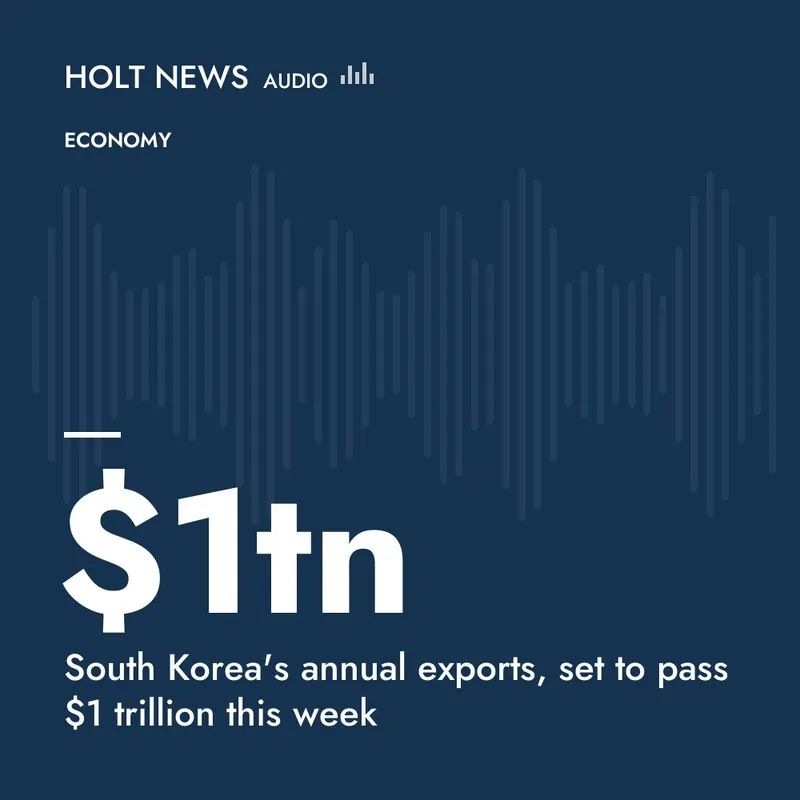 HOLT NEWS AUDIO
ECONOMY
$1tn
South Korea's annual exports, set to pass
$1 trillion this week